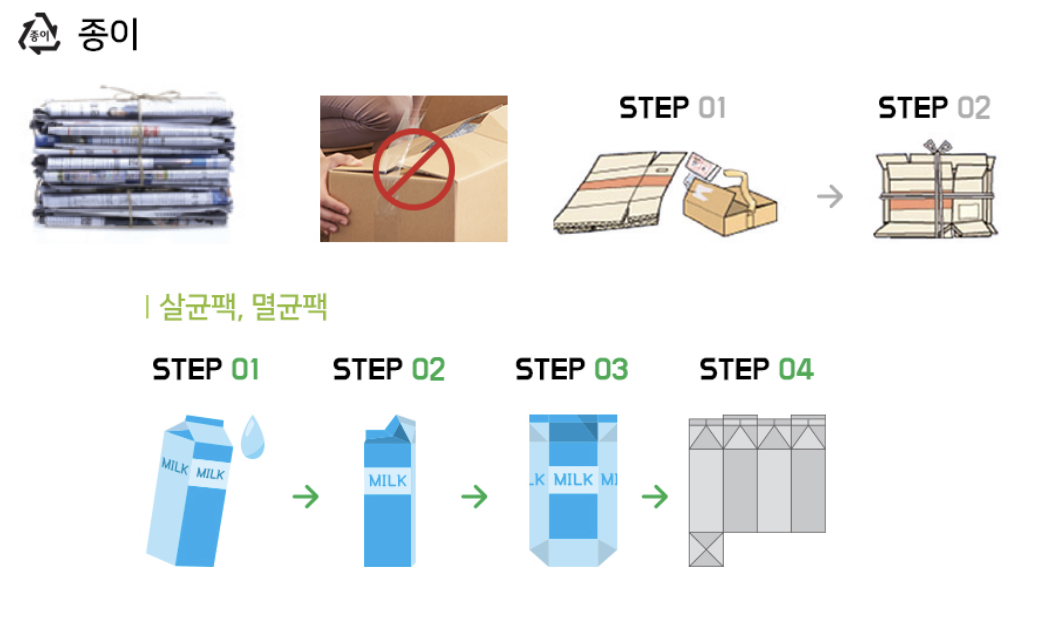 종이 종이
STEP 01
STEP 02
살균팩, 멸균팩
STEP 01
STEP 02
STEP 03
STEP 04
MILK MILK
MILK
LK MILK MI